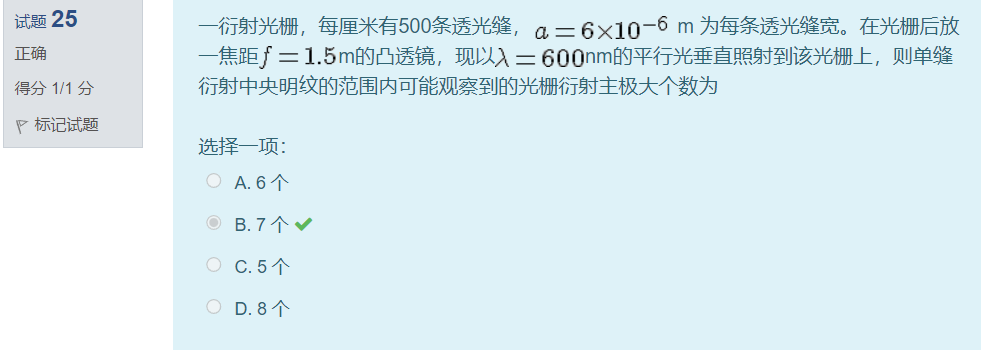 试题 25
正确
得分 1/1 分
标记试题
一衍射光栅，每厘米有500条透光缝，a＝6×10⁻⁶ m 为每条透光缝宽。在光栅后放
一焦距f＝1.5m的凸透镜，现以λ＝600nm的平行光垂直照射到该光栅上，则单缝
衍射中央明纹的范围内可能观察到的光栅衍射主极大个数为
选择一项：
A. 6 个
B. 7 个
C. 5 个
D. 8 个